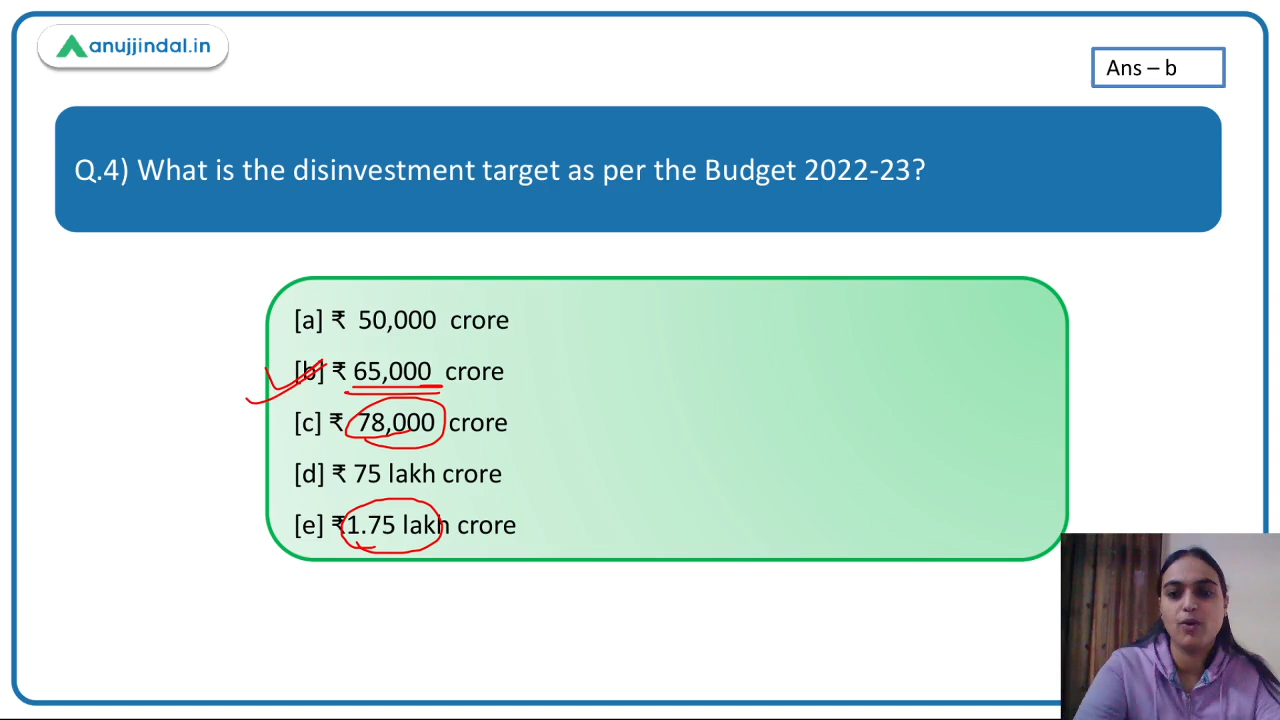 anujjindal.in
Ans – b
Q.4) What is the disinvestment target as per the Budget 2022-23?
[a] ₹ 50,000 crore
[b] ₹ 65,000 crore
[c] ₹ 78,000 crore
[d] ₹ 75 lakh crore
[e] ₹1.75 lakh crore